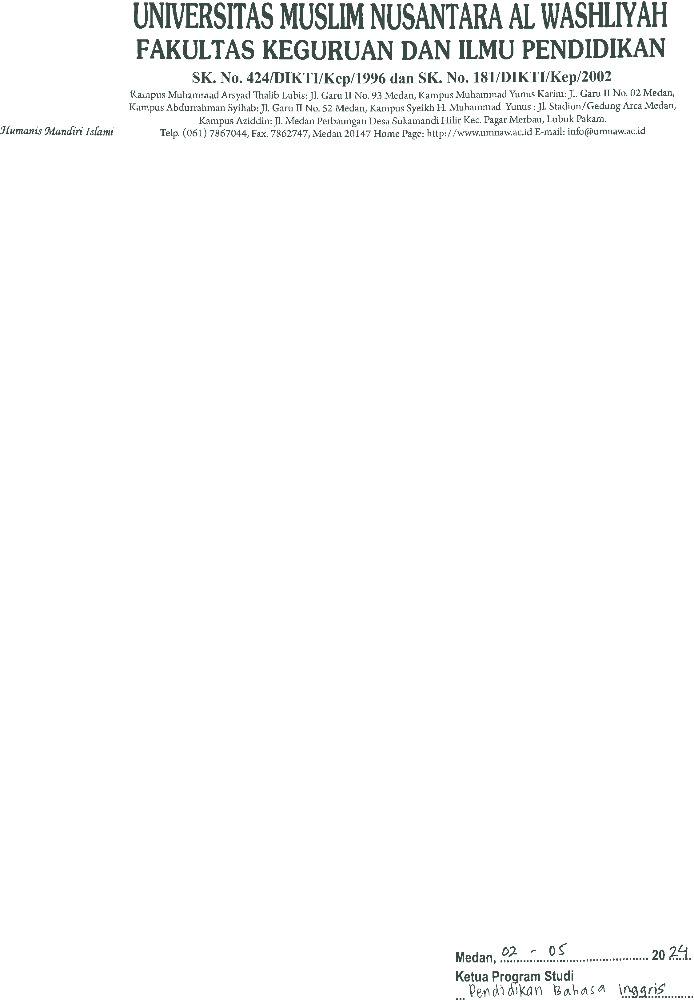 UNIVERSITAS MUSLIM NUSANTARA AL WASHLIYAH
FAKULTAS KEGURUAN DAN ILMU PENDIDIKAN
SK. No. 424/DIKTI/Kep/1996 dan SK. No. 181/DIKTI/Kep/2002
Kampus Muhammad Arsyad Thalib Lubis: Jl. Garu II No. 93 Medan, Kampus Muhammad Yunus Karim: Jl. Garu II No. 02 Medan,
Kampus Abdurrahman Syihab: Jl. Garu II No. 52 Medan, Kampus Syeikh H. Muhammad Yunus : Jl. Stadion/Gedung Arca Medan,
Kampus Aziddin: Jl. Medan Perbaungan Desa Sukamandi Hilir Kec. Pagar Merbau, Lubuk Pakam.
Humanis Mandiri Islami
Telp. (061) 7867044, Fax. 7862747, Medan 20147 Home Page: http://www.umnaw.ac.id E-mail: info@umnaw.ac.id
Medan, 02 - 05 2024.
Ketua Program Studi
Pendidikan Bahasa Inggris